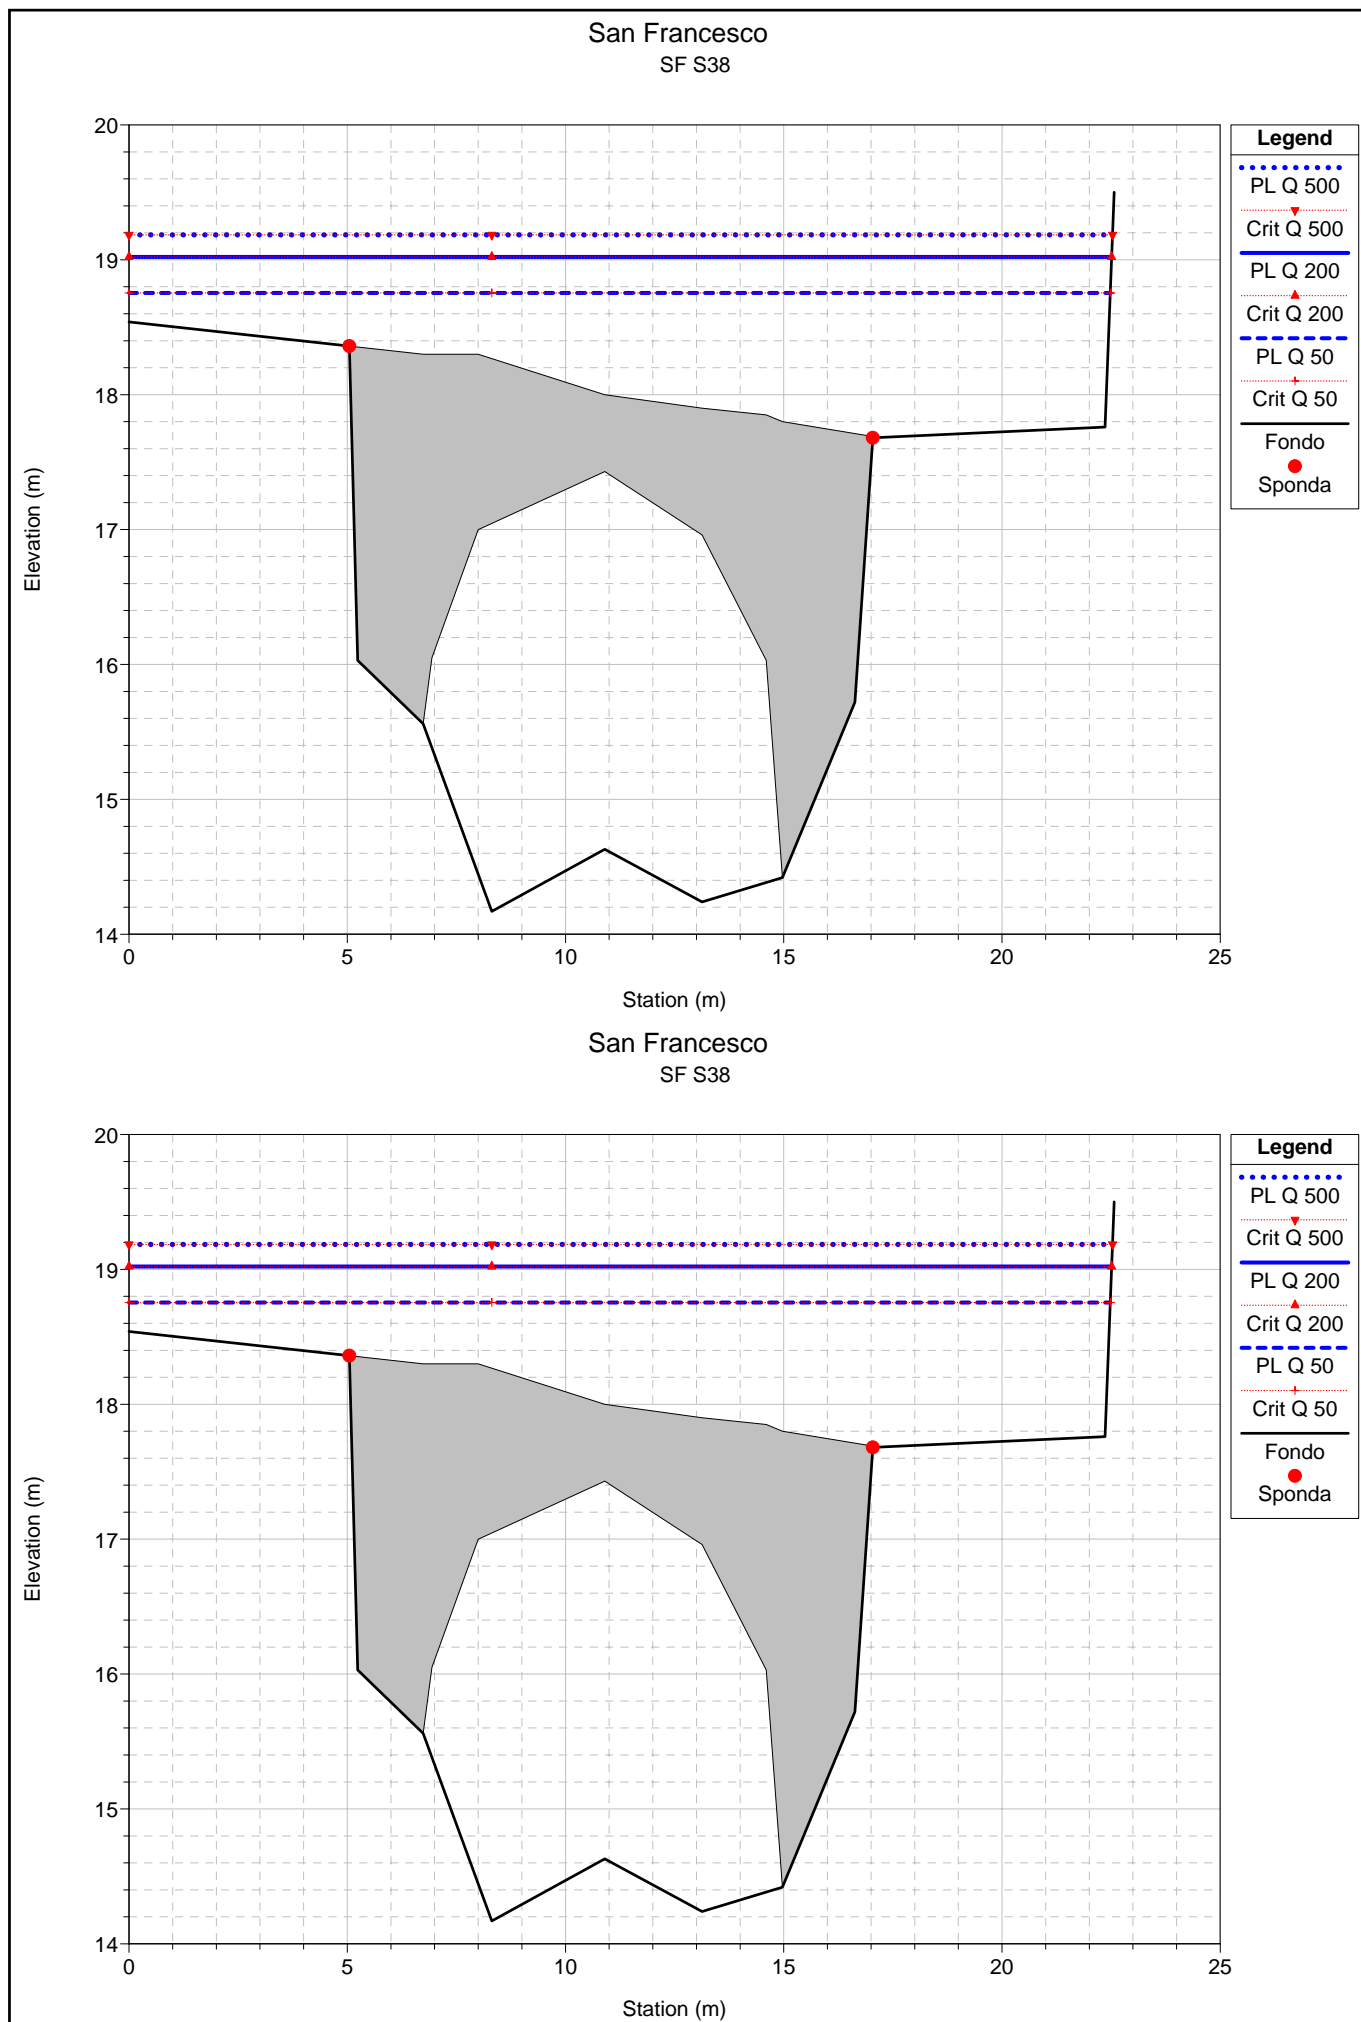 San Francesco
SF S38
Legend
PL Q 500
Crit Q 500
PL Q 200
Crit Q 200
PL Q 50
Crit Q 50
Fondo
Sponda
20
19
18
17
16
15
14
0 5 10 15 20 25
Elevation (m)
Station (m)
San Francesco
SF S38
Legend
PL Q 500
Crit Q 500
PL Q 200
Crit Q 200
PL Q 50
Crit Q 50
Fondo
Sponda
20
19
18
17
16
15
14
0 5 10 15 20 25
Elevation (m)
Station (m)